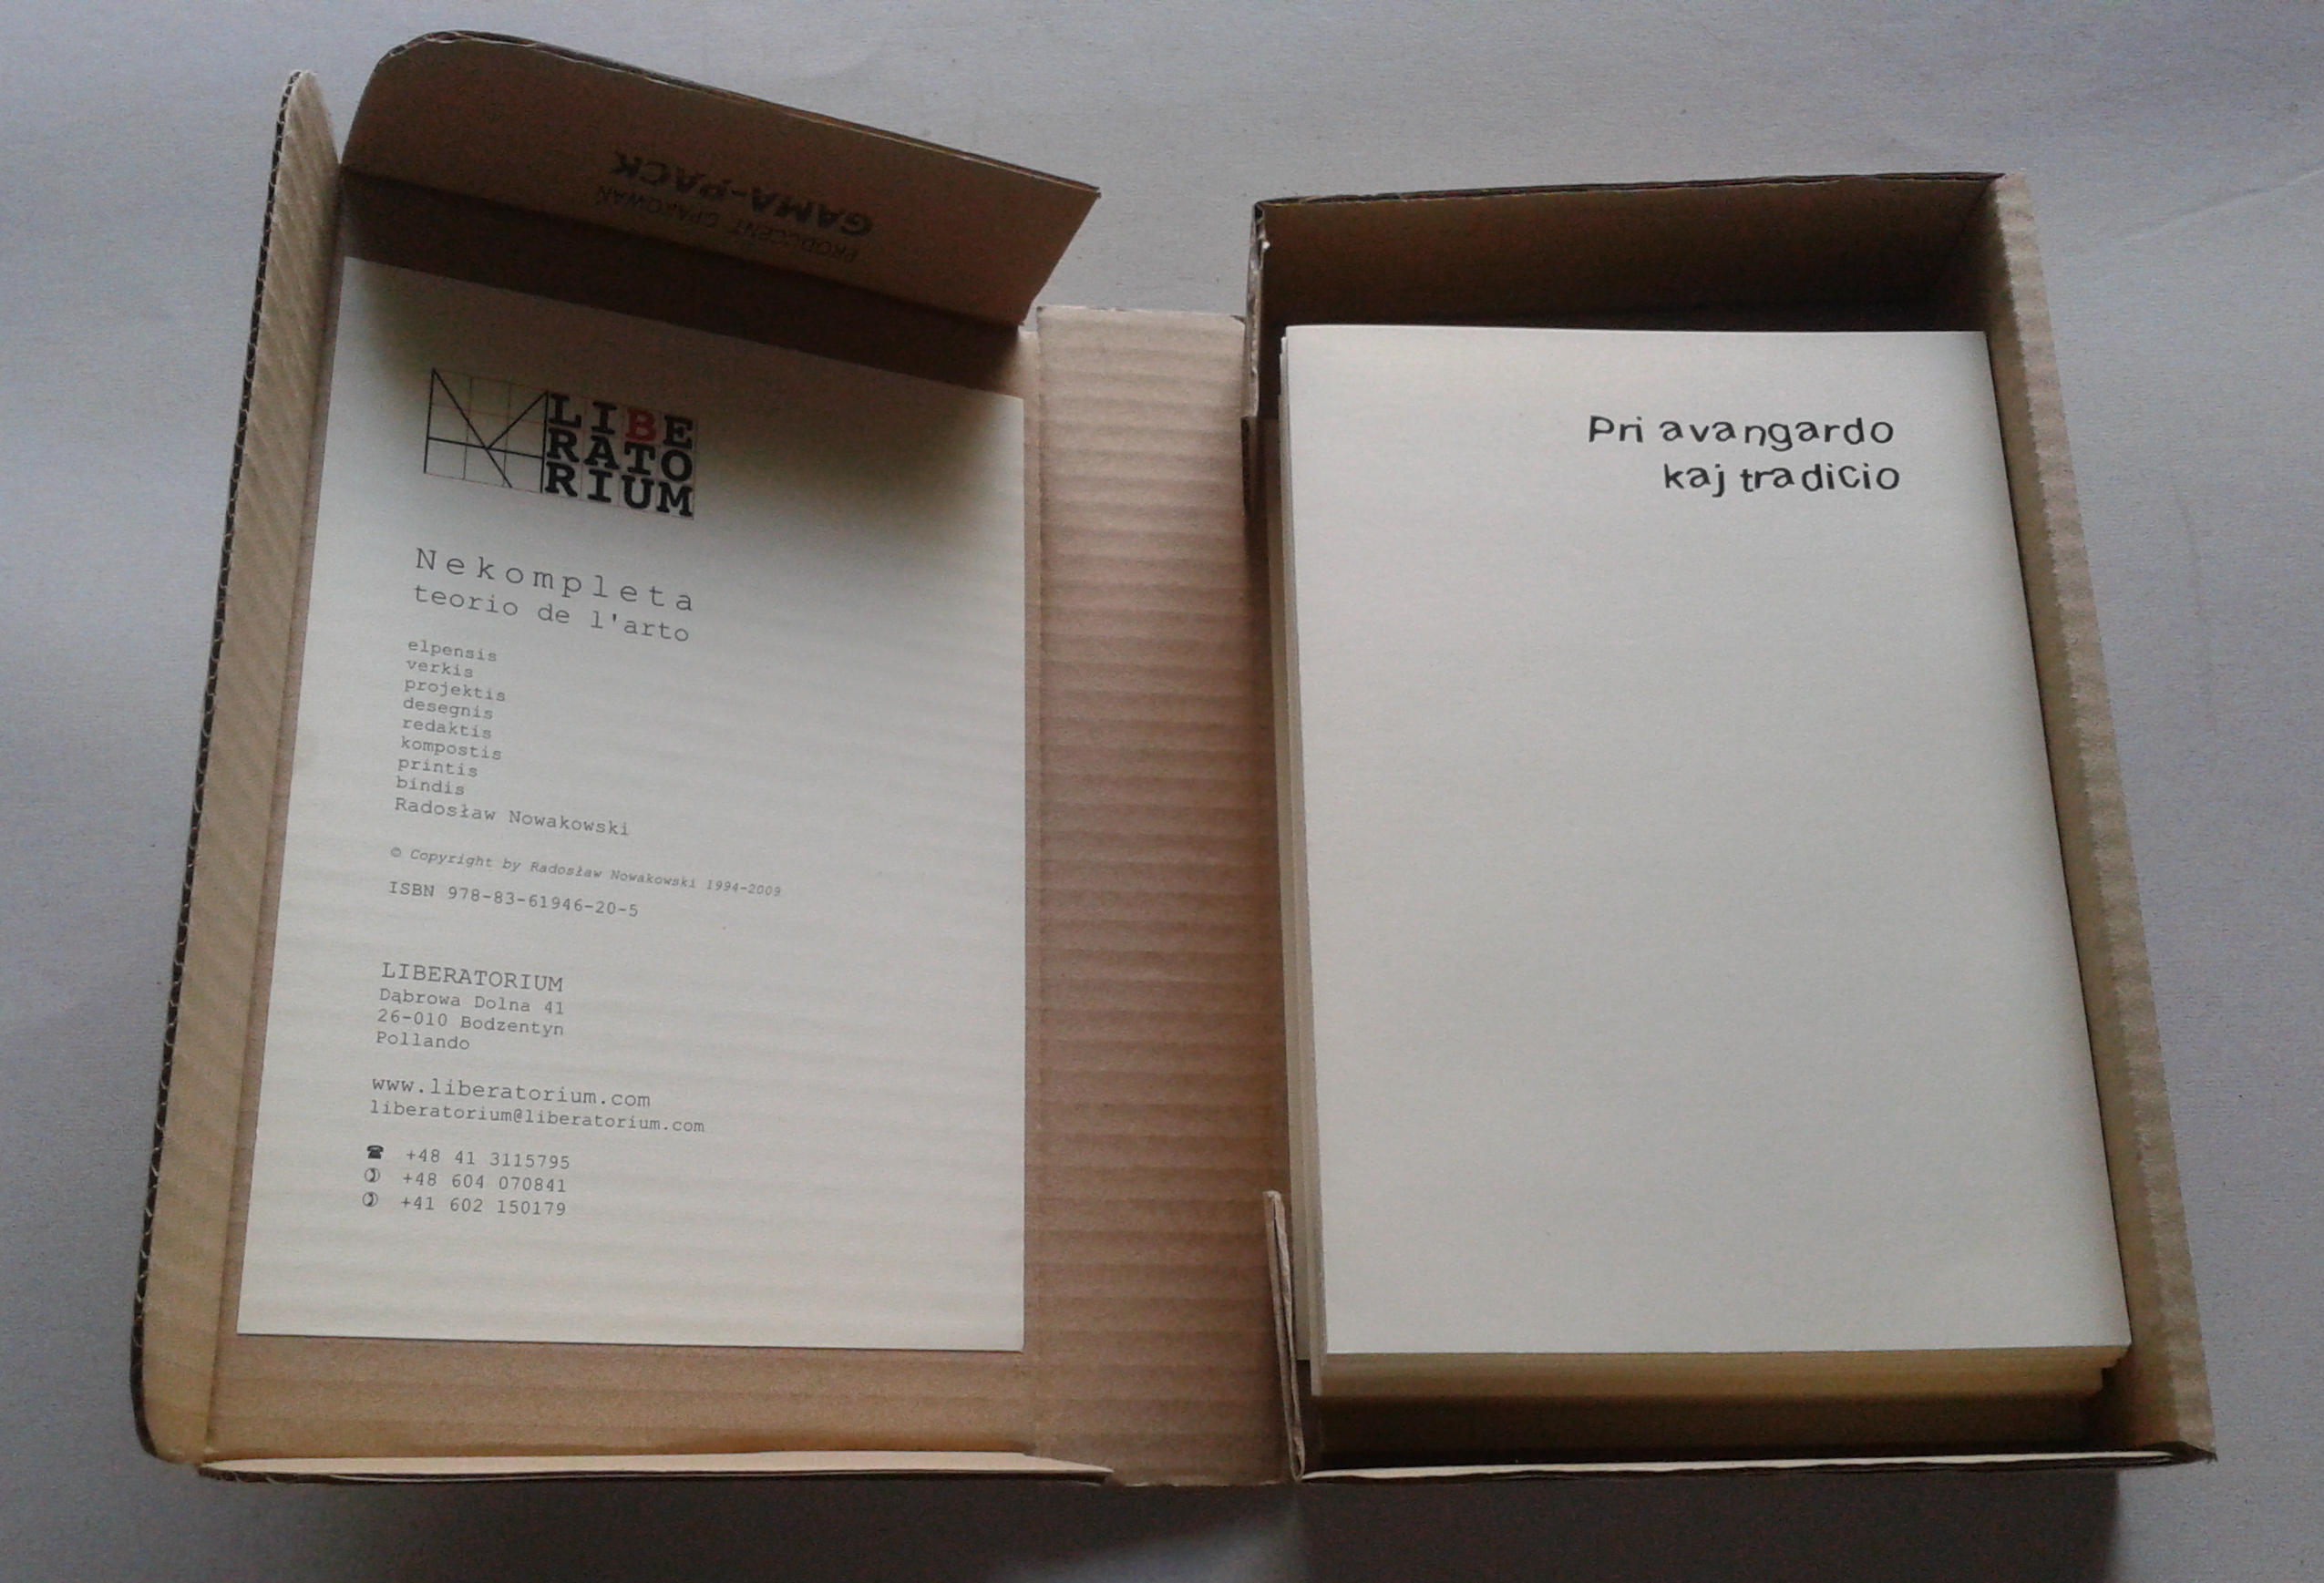 PRODUCENT OPAKOWAŃ
GAMA-PACK
LIBE
RATO
RIUM
Nekompleta
teorio de l'arto
elpensis
verkis
projektis
desegnis
redaktis
kompostis
printis
bindis
Radosław Nowakowski
© Copyright by Radosław Nowakowski 1994-2009
ISBN 978-83-61946-20-5
LIBERATORIUM
Dąbrowa Dolna 41
26-010 Bodzentyn
Pollando
www.liberatorium.com
liberatorium@liberatorium.com
+48 41 3115795
+48 604 070841
+41 602 150179
Pri avangardo
kaj tradicio